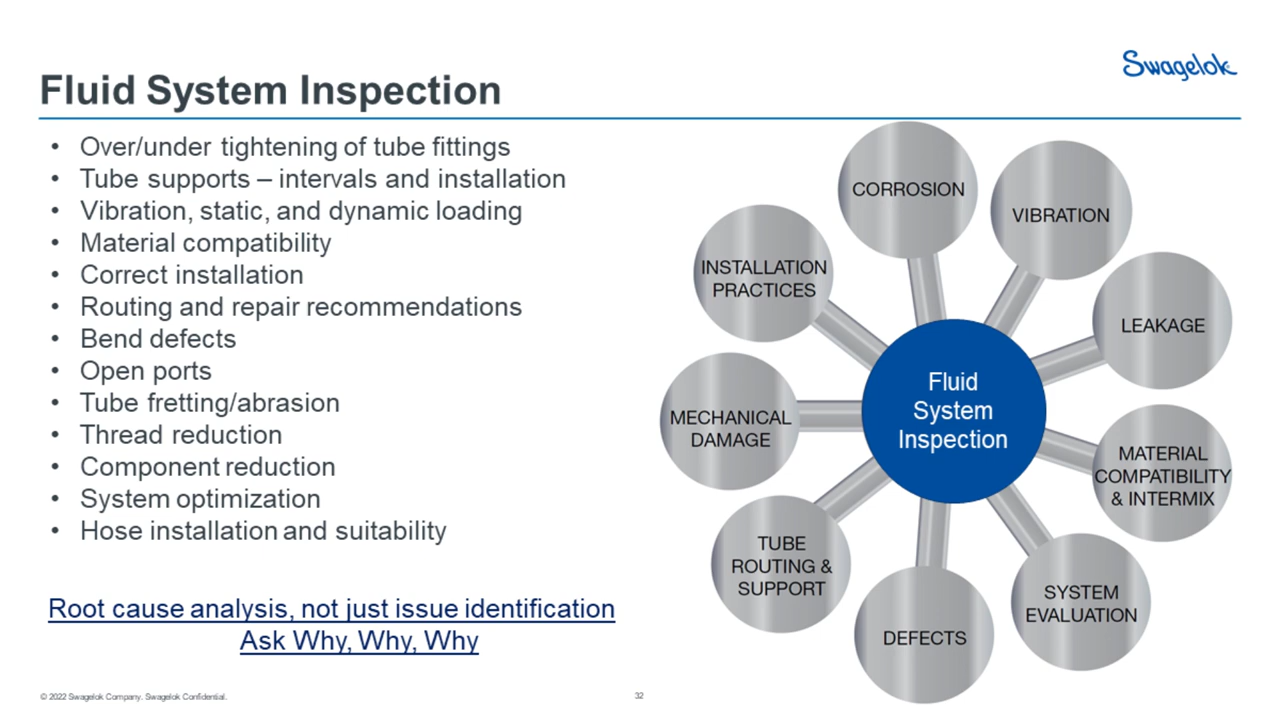 Swagelok
Fluid System Inspection
• Over/under tightening of tube fittings
• Tube supports – intervals and installation
• Vibration, static, and dynamic loading
• Material compatibility
• Correct installation
• Routing and repair recommendations
• Bend defects
• Open ports
• Tube fretting/abrasion
• Thread reduction
• Component reduction
• System optimization
• Hose installation and suitability
Root cause analysis, not just issue identification
Ask Why, Why, Why
CORROSION
VIBRATION
LEAKAGE
MATERIAL
COMPATIBILITY
& INTERMIX
SYSTEM
EVALUATION
DEFECTS
TUBE
ROUTING &
SUPPORT
MECHANICAL
DAMAGE
INSTALLATION
PRACTICES
Fluid
System
Inspection
© 2022 Swagelok Company. Swagelok Confidential.
32